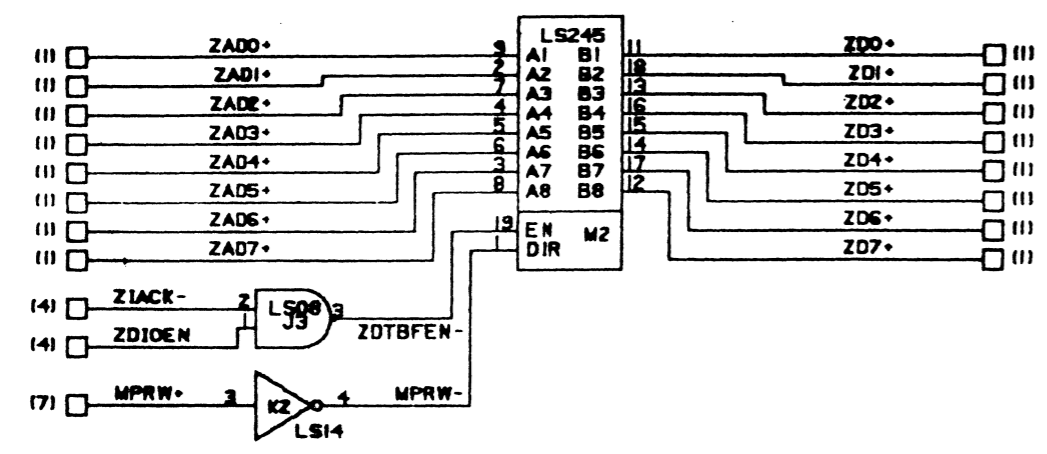 LS245
(1) ZAD0+ 9 A1 B1 11 ZD0+ (1)
(1) ZAD1+ 2 A2 B2 18 ZD1+ (1)
(1) ZAD2+ 7 A3 B3 13 ZD2+ (1)
(1) ZAD3+ 4 A4 B4 16 ZD3+ (1)
(1) ZAD4+ 5 A5 B5 15 ZD4+ (1)
(1) ZAD5+ 6 A6 B6 14 ZD5+ (1)
(1) ZAD6+ 3 A7 B7 17 ZD6+ (1)
(1) ZAD7+ 8 A8 B8 12 ZD7+ (1)
19 EN M2
1 DIR
(4) ZIACK- 2 LS08 3
(4) ZDIOEN 1 J3 ZDTBFEN-
(7) MPRW+ 3 K2 4 MPRW-
LS14